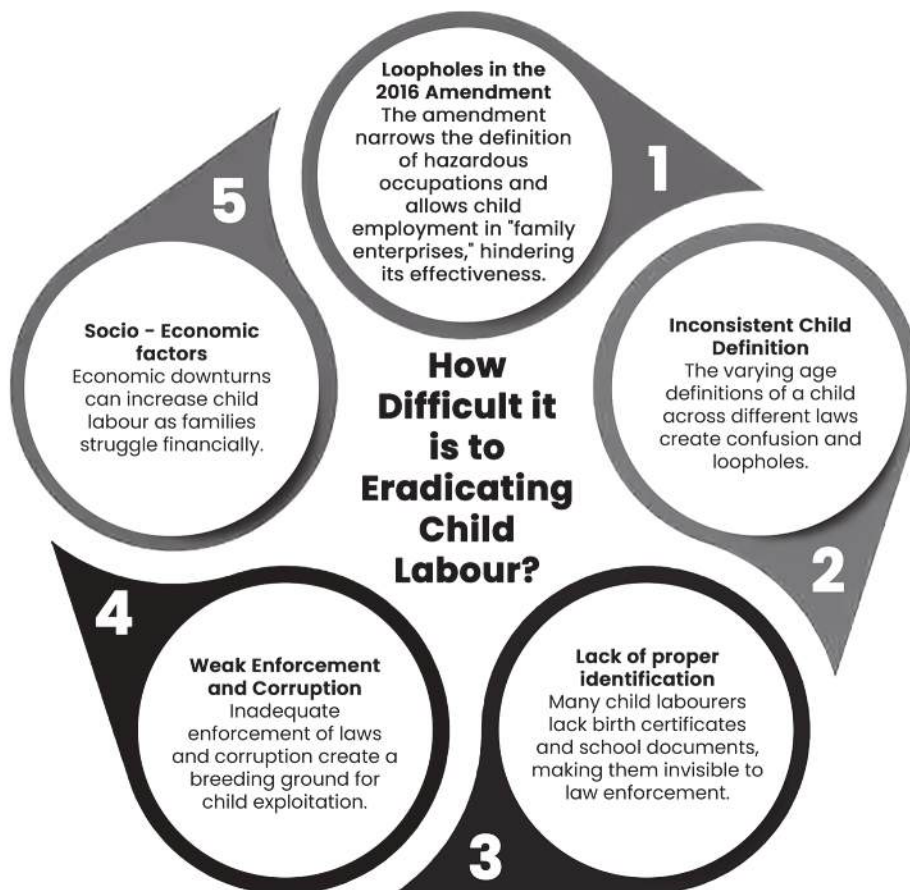 How
Difficult it
is to
Eradicating
Child
Labour?
1
Loopholes in the
2016 Amendment
The amendment
narrows the definition
of hazardous
occupations and
allows child
employment in "family
enterprises," hindering
its effectiveness.
2
Inconsistent Child
Definition
The varying age
definitions of a child
across different laws
create confusion and
loopholes.
3
Lack of proper
identification
Many child labourers
lack birth certificates
and school documents,
making them invisible to
law enforcement.
4
Weak Enforcement
and Corruption
Inadequate
enforcement of laws
and corruption create a
breeding ground for
child exploitation.
5
Socio - Economic
factors
Economic downturns
can increase child
labour as families
struggle financially.